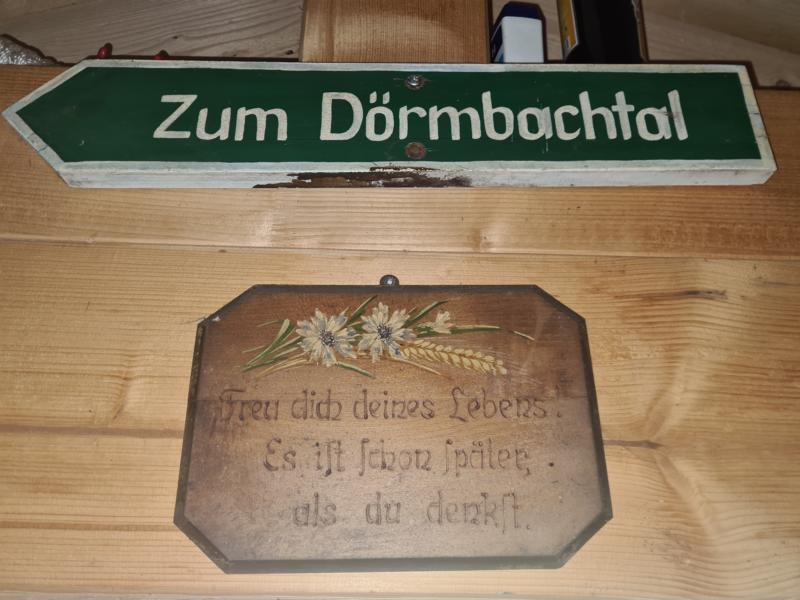 Zum Dörmbachtal
Freu dich deines Lebens!
Es ist schon später,
als du denkst.